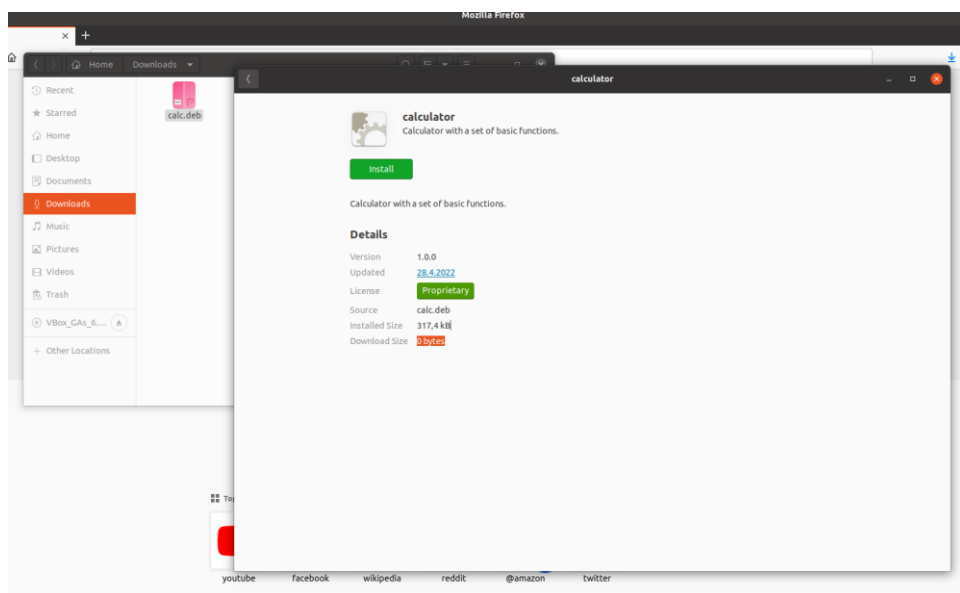 Mozilla Firefox
Home Downloads
calculator
Recent
Starred
Home
Desktop
Documents
Downloads
Music
Pictures
Videos
Trash
VBox_GAs_6....
+ Other Locations
calc.deb
calculator
Calculator with a set of basic functions.
Install
Calculator with a set of basic functions.
Details
Version 1.0.0
Updated 28.4.2022
License Proprietary
Source calc.deb
Installed Size 317,4 kB
Download Size 0 bytes
To
youtube facebook wikipedia reddit @amazon twitter